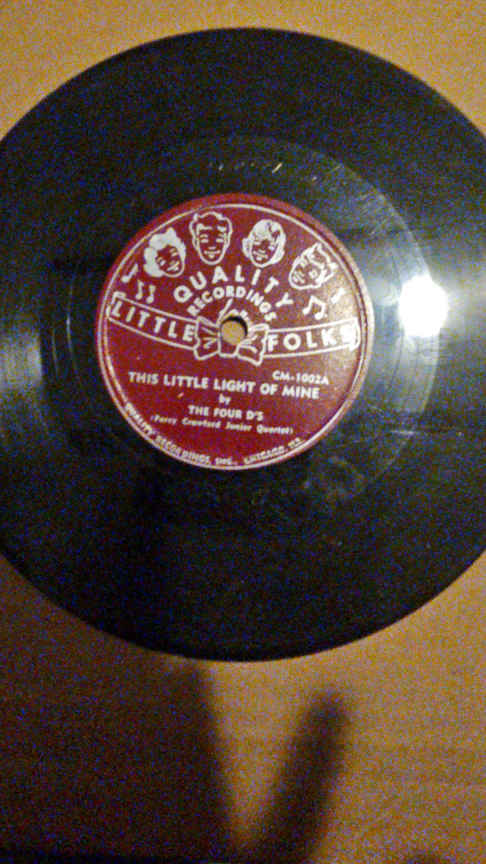 QUALITY
RECORDINGS
LITTLE FOLKS
CM-1002A
THIS LITTLE LIGHT OF MINE
by
THE FOUR D'S
(Percy Crawford Junior Quartet)
QUALITY RECORDINGS, INC., CHICAGO, ILL